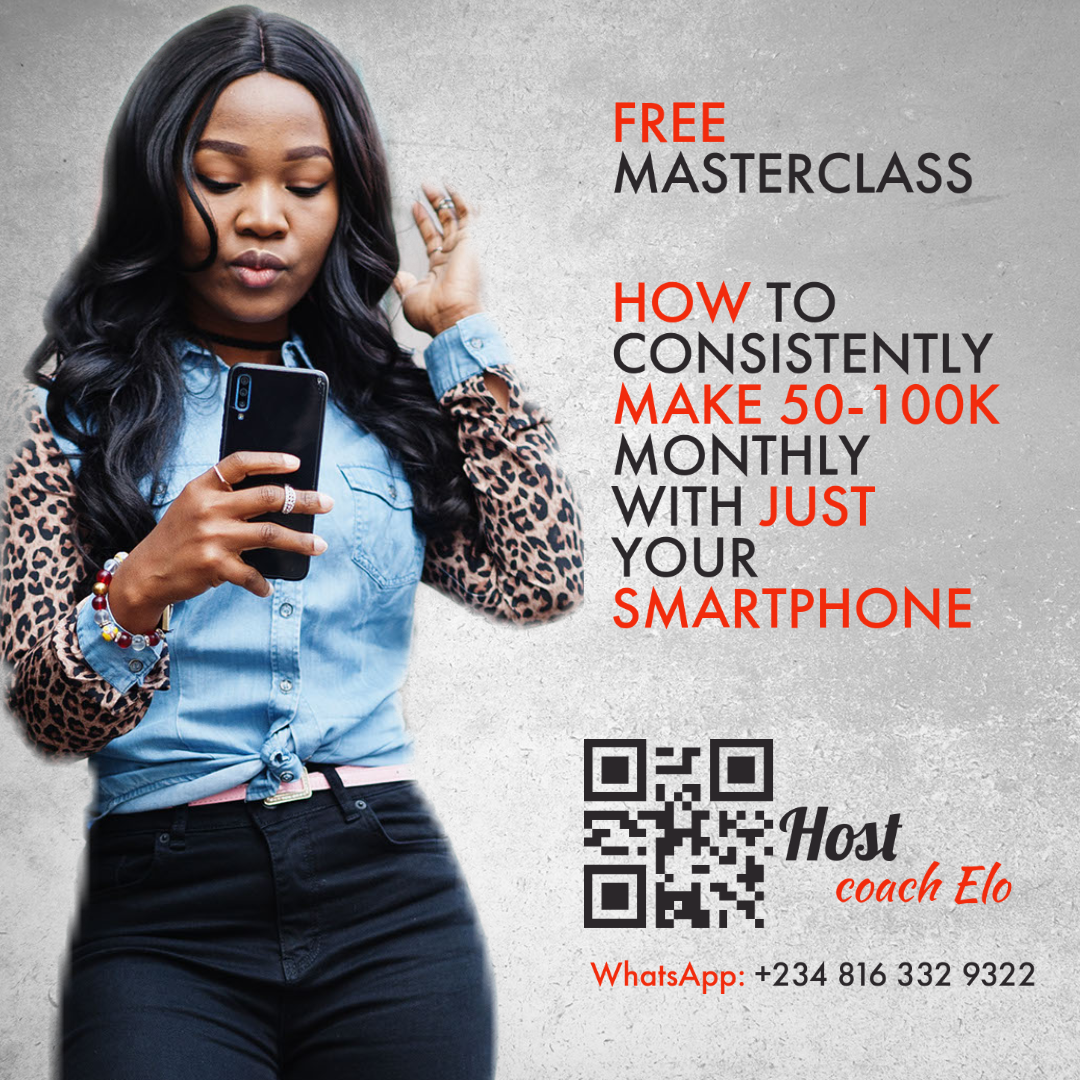 FREE
MASTERCLASS
HOW TO
CONSISTENTLY
MAKE 50-100K
MONTHLY
WITH JUST
YOUR
SMARTPHONE
Host
coach Elo
WhatsApp: +234 816 332 9322